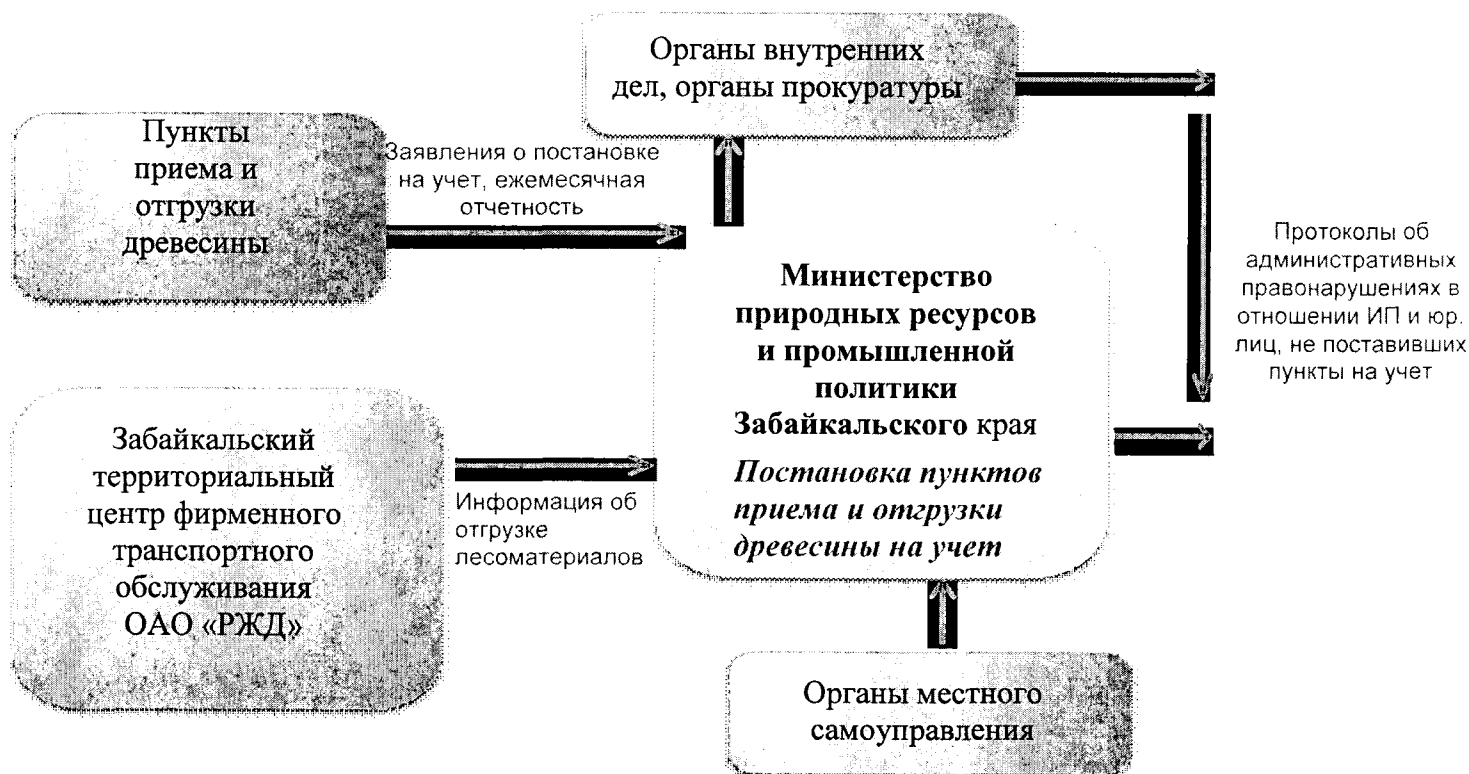 Органы внутренних
дел, органы прокуратуры
Пункты
приема и
отгрузки
древесины
Заявления о постановке
на учет, ежемесячная
отчетность
Министерство
природных ресурсов
и промышленной
политики
Забайкальского края
Постановка пунктов
приема и отгрузки
древесины на учет
Протоколы об
административных
правонарушениях в
отношении ИП и юр.
лиц, не поставивших
пункты на учет
Забайкальский
территориальный
центр фирменного
транспортного
обслуживания
ОАО «РЖД»
Информация об
отгрузке
лесоматериалов
Органы местного
самоуправления